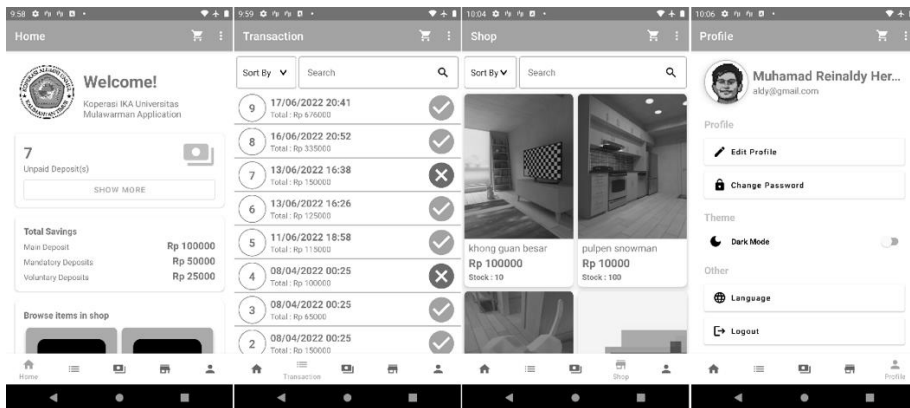 9:58
Home
Welcome!
Koperasi IKA Universitas
Mulawarman Application
7
Unpaid Deposit(s)
SHOW MORE
Total Savings
Main Deposit Rp 100000
Mandatory Deposits Rp 50000
Voluntary Deposits Rp 25000
Browse items in shop
Home
9:59
Transaction
Sort By
Search
9 17/06/2022 20:41
Total : Rp 676000
8 16/06/2022 20:52
Total : Rp 335000
7 13/06/2022 16:38
Total : Rp 150000
6 13/06/2022 16:26
Total : Rp 125000
5 11/06/2022 18:58
Total : Rp 115000
4 08/04/2022 00:25
Total : Rp 100000
3 08/04/2022 00:25
Total : Rp 65000
2 08/04/2022 00:25
Total : Rp 150000
Transaction
10:04
Shop
Sort By
Search
khong guan besar
Rp 100000
Stock : 10
pulpen snowman
Rp 10000
Stock : 100
Shop
10:06
Profile
Muhamad Reinaldy Her...
aldy@gmail.com
Profile
Edit Profile
Change Password
Theme
Dark Mode
Other
Language
Logout
Profile